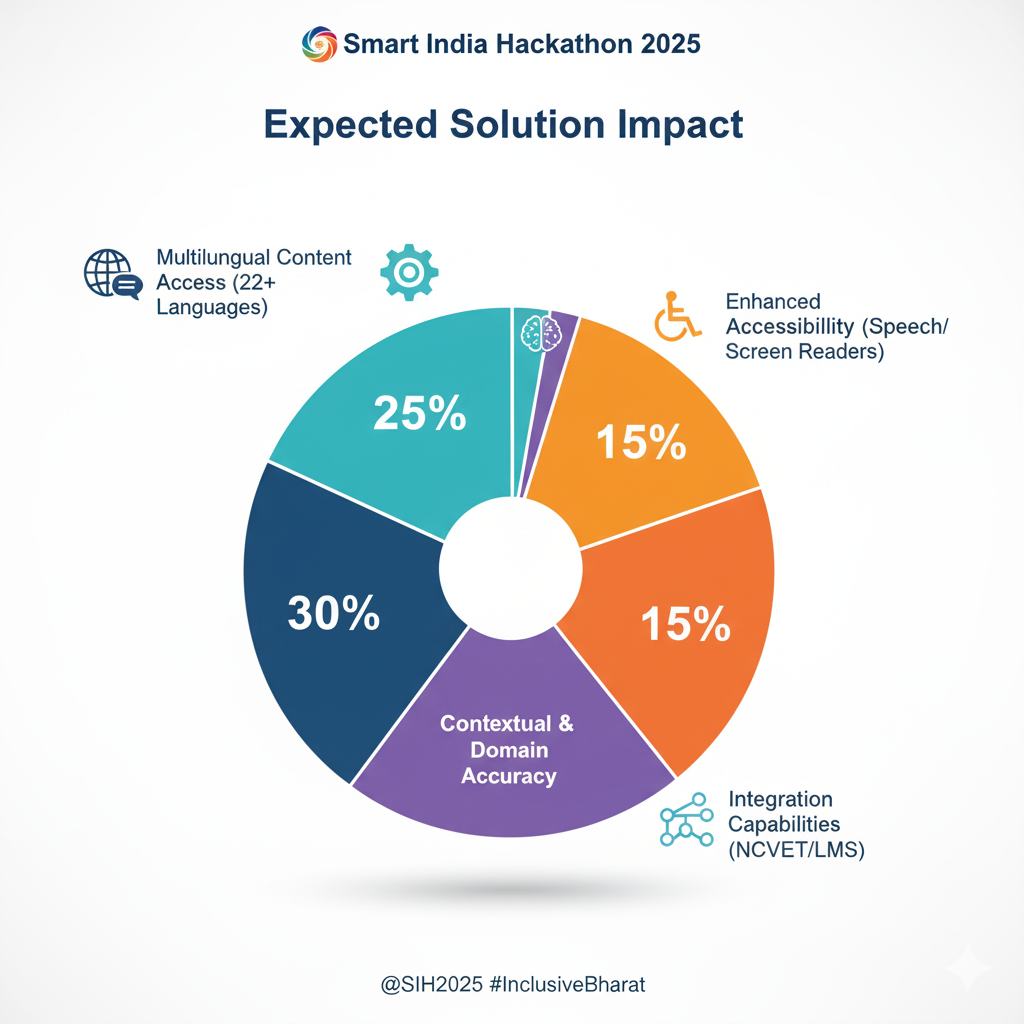 Smart India Hackathon 2025
Expected Solution Impact
Multilungual Content
Access (22+
Languages)
Enhanced
Accessibillity (Speech/
Screen Readers)
25%
15%
30%
15%
Contextual &
Domain
Accuracy
Integration
Capabilities
(NCVET/LMS)
@SIH2025 #InclusiveBharat